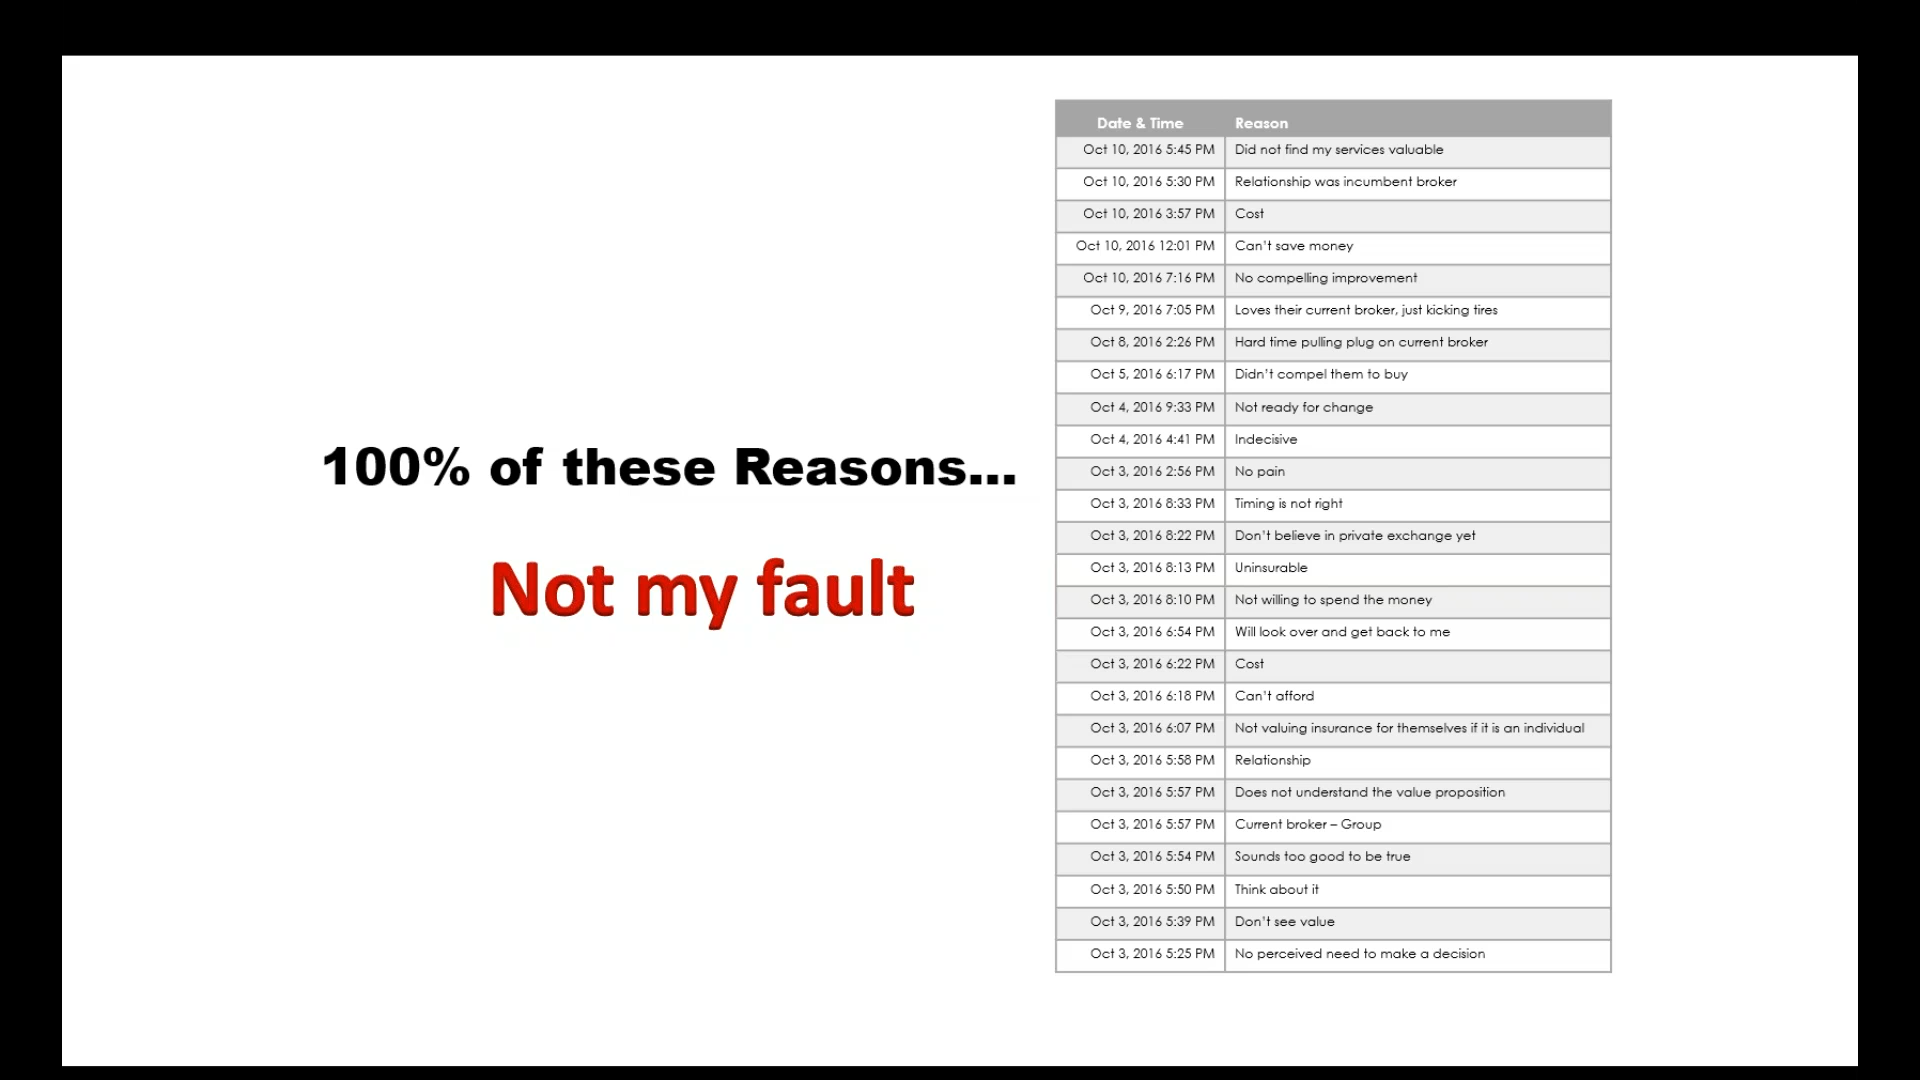 100% of these Reasons...
Not my fault
Date & Time Reason
Oct 10, 2016 5:45 PM Did not find my services valuable
Oct 10, 2016 5:30 PM Relationship was incumbent broker
Oct 10, 2016 3:57 PM Cost
Oct 10, 2016 12:01 PM Can't save money
Oct 10, 2016 7:16 PM No compelling improvement
Oct 9, 2016 7:05 PM Loves their current broker, just kicking tires
Oct 8, 2016 2:26 PM Hard time pulling plug on current broker
Oct 5, 2016 6:17 PM Didn't compel them to buy
Oct 4, 2016 9:33 PM Not ready for change
Oct 4, 2016 4:41 PM Indecisive
Oct 3, 2016 2:56 PM No pain
Oct 3, 2016 8:33 PM Timing is not right
Oct 3, 2016 8:22 PM Don't believe in private exchange yet
Oct 3, 2016 8:13 PM Uninsurable
Oct 3, 2016 8:10 PM Not willing to spend the money
Oct 3, 2016 6:54 PM Will look over and get back to me
Oct 3, 2016 6:22 PM Cost
Oct 3, 2016 6:18 PM Can't afford
Oct 3, 2016 6:07 PM Not valuing insurance for themselves if it is an individual
Oct 3, 2016 5:58 PM Relationship
Oct 3, 2016 5:57 PM Does not understand the value proposition
Oct 3, 2016 5:57 PM Current broker – Group
Oct 3, 2016 5:54 PM Sounds too good to be true
Oct 3, 2016 5:50 PM Think about it
Oct 3, 2016 5:39 PM Don't see value
Oct 3, 2016 5:25 PM No perceived need to make a decision